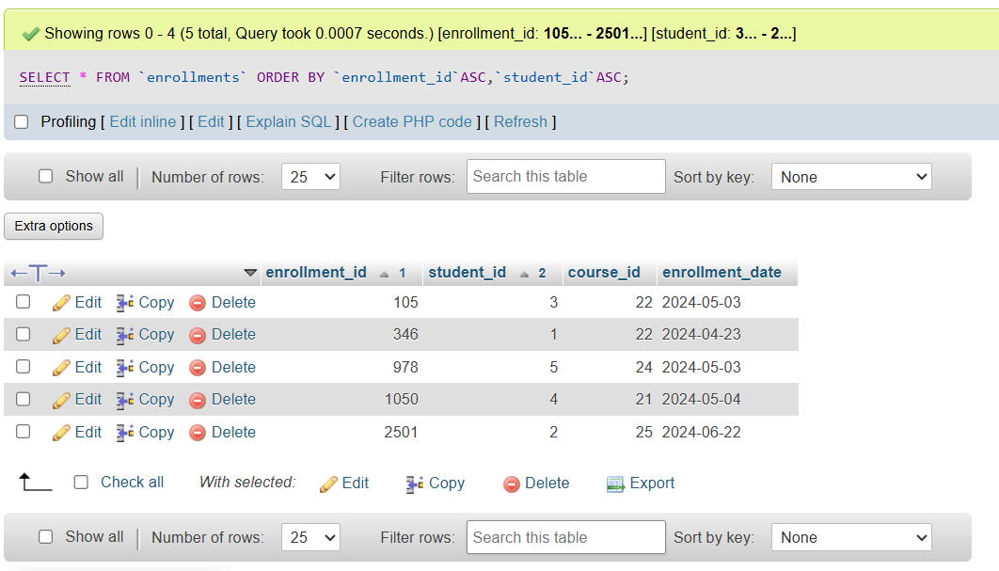 Showing rows 0 - 4 (5 total, Query took 0.0007 seconds.) [enrollment_id: 105... - 2501...] [student_id: 3... - 2...]
SELECT * FROM `enrollments` ORDER BY `enrollment_id`ASC,`student_id`ASC;
Profiling [ Edit inline ] [ Edit ] [ Explain SQL ] [ Create PHP code ] [ Refresh ]
Show all | Number of rows: 25 Filter rows: Search this table Sort by key: None
Extra options
←T→ enrollment_id 1 student_id 2 course_id enrollment_date
Edit Copy Delete 105 3 22 2024-05-03
Edit Copy Delete 346 1 22 2024-04-23
Edit Copy Delete 978 5 24 2024-05-03
Edit Copy Delete 1050 4 21 2024-05-04
Edit Copy Delete 2501 2 25 2024-06-22
Check all With selected: Edit Copy Delete Export
Show all | Number of rows: 25 Filter rows: Search this table Sort by key: None